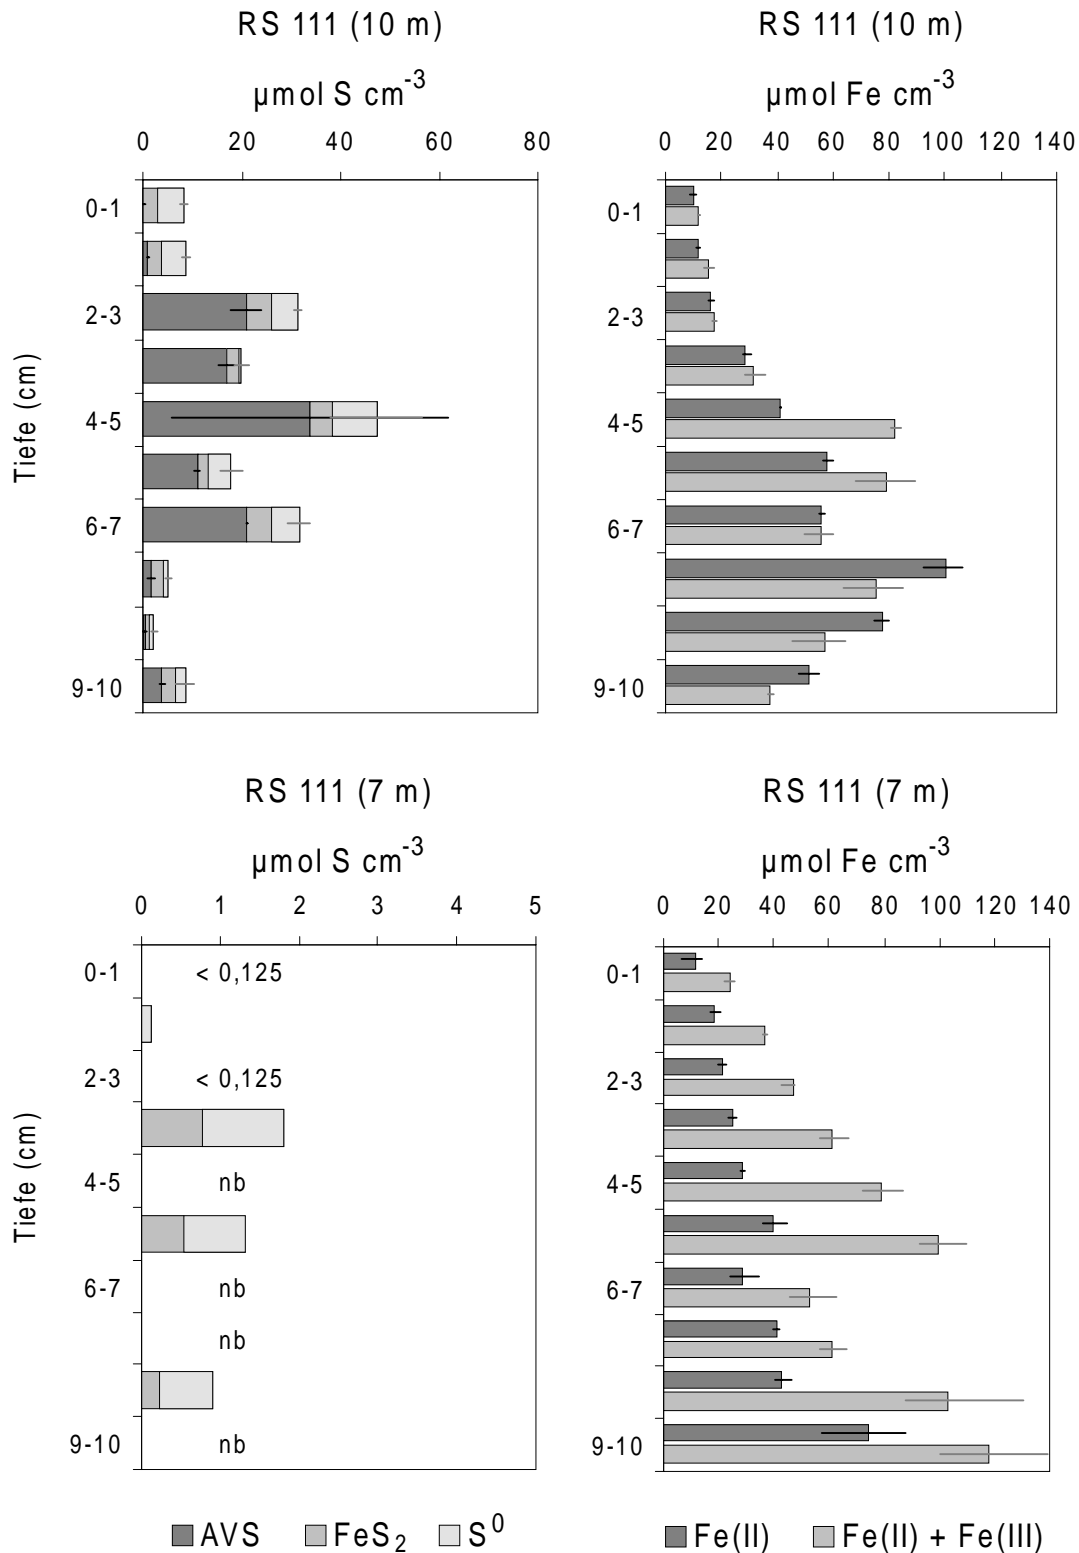 RS 111 (10 m)
µmol S cm-3
0 20 40 60 80
Tiefe (cm)
0-1
2-3
4-5
6-7
9-10
RS 111 (10 m)
µmol Fe cm-3
0 20 40 60 80 100 120 140
0-1
2-3
4-5
6-7
9-10
RS 111 (7 m)
µmol S cm-3
0 1 2 3 4 5
Tiefe (cm)
0-1 < 0,125
2-3 < 0,125
4-5 nb
6-7 nb
nb
9-10 nb
AVS FeS2 S0
RS 111 (7 m)
µmol Fe cm-3
0 20 40 60 80 100 120 140
0-1
2-3
4-5
6-7
9-10
Fe(II) Fe(II) + Fe(III)